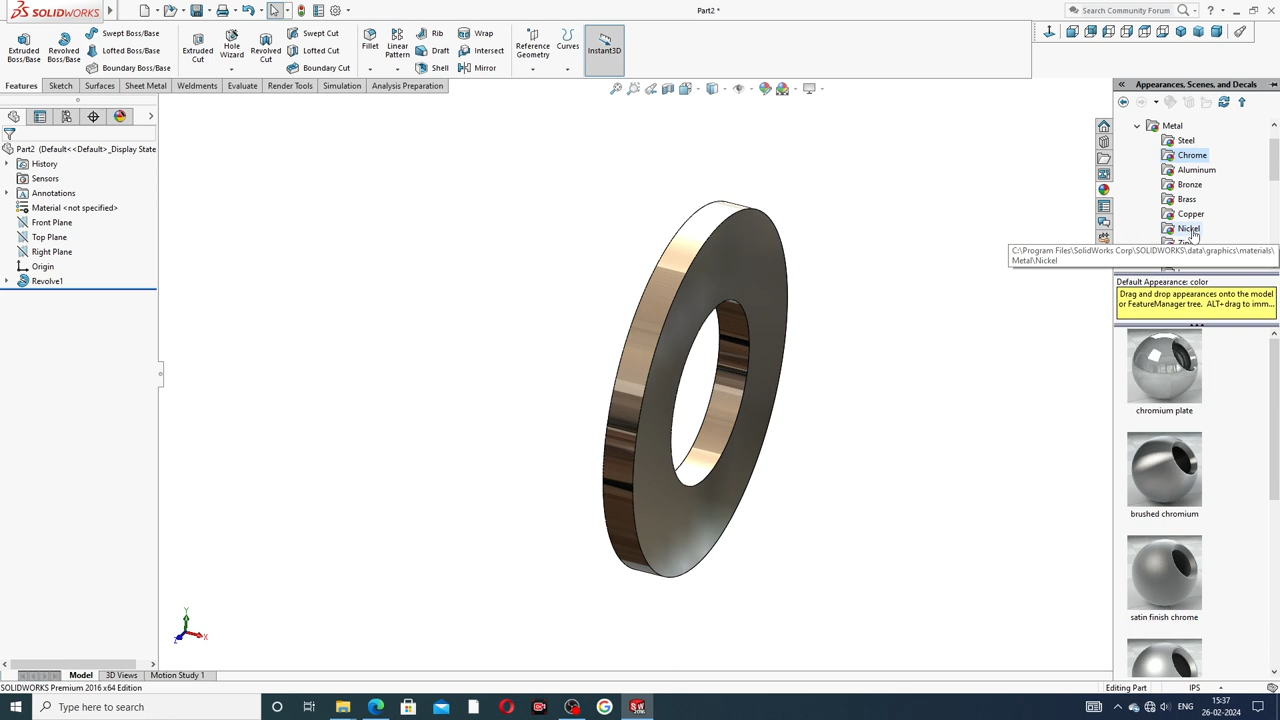 SOLIDWORKS
Part2 *
Search Community Forum
Extruded Boss/Base
Revolved Boss/Base
Swept Boss/Base
Lofted Boss/Base
Boundary Boss/Base
Extruded Cut
Hole Wizard
Revolved Cut
Swept Cut
Lofted Cut
Boundary Cut
Fillet
Linear Pattern
Rib
Draft
Shell
Wrap
Intersect
Mirror
Reference Geometry
Curves
Instant3D
Features
Sketch
Surfaces
Sheet Metal
Weldments
Evaluate
Render Tools
Simulation
Analysis Preparation
Part2 (Default<<Default>_Display State
History
Sensors
Annotations
Material <not specified>
Front Plane
Top Plane
Right Plane
Origin
Revolve1
Appearances, Scenes, and Decals
Metal
Steel
Chrome
Aluminum
Bronze
Brass
Copper
Nickel
C:\Program Files\SolidWorks Corp\SOLIDWORKS\data\graphics\materials\
Metal\Nickel
Default Appearance: color
Drag and drop appearances onto the model
or FeatureManager tree. ALT+drag to imm...
chromium plate
brushed chromium
satin finish chrome
Y
X
Z
Model
3D Views
Motion Study 1
SOLIDWORKS Premium 2016 x64 Edition
Editing Part
IPS
Type here to search
ENG
15:37
26-02-2024